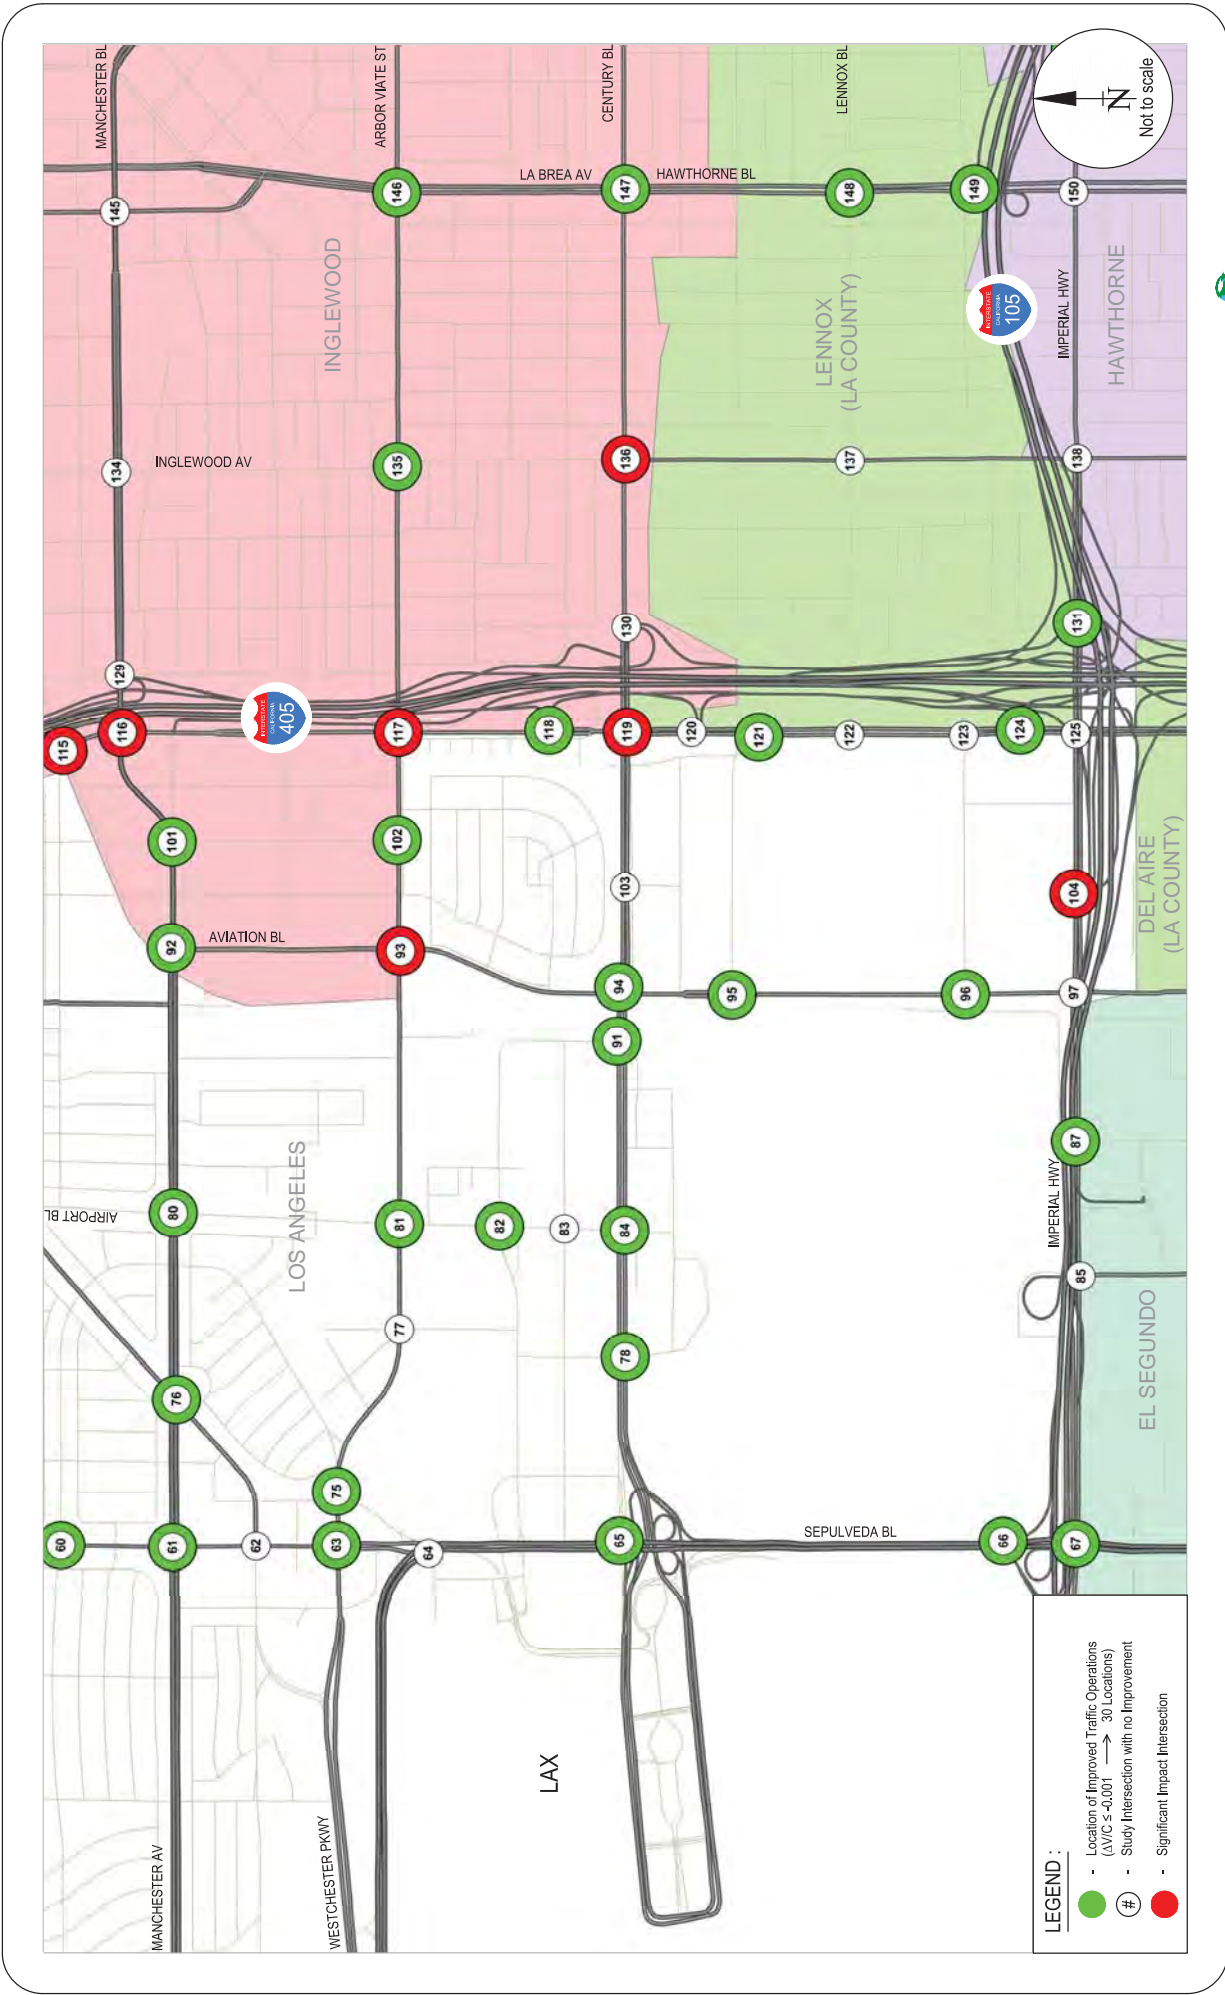 MANCHESTER BL
ARBOR VIATE ST
CENTURY BL
LENNOX BL
N
Not to scale
145
146
LA BREA AV
147
HAWTHORNE BL
148
149
150
INGLEWOOD
LENNOX
(LA COUNTY)
INTERSTATE
CALIFORNIA
105
IMPERIAL HWY
HAWTHORNE
134
INGLEWOOD AV
135
136
137
138
129
130
131
INTERSTATE
CALIFORNIA
405
115
116
117
118
119
120
121
122
123
124
125
101
102
103
104
DEL AIRE
(LA COUNTY)
92
AVIATION BL
93
94
95
96
97
91
87
AIRPORT BL
80
LOS ANGELES
81
82
83
84
IMPERIAL HWY
85
77
78
76
EL SEGUNDO
75
60
61
62
63
64
65
SEPULVEDA BL
66
67
LAX
MANCHESTER AV
WESTCHESTER PKWY
LEGEND :
- Location of Improved Traffic Operations
(ΔV/C ≤ -0.001 → 30 Locations)
# - Study Intersection with no Improvement
- Significant Impact Intersection